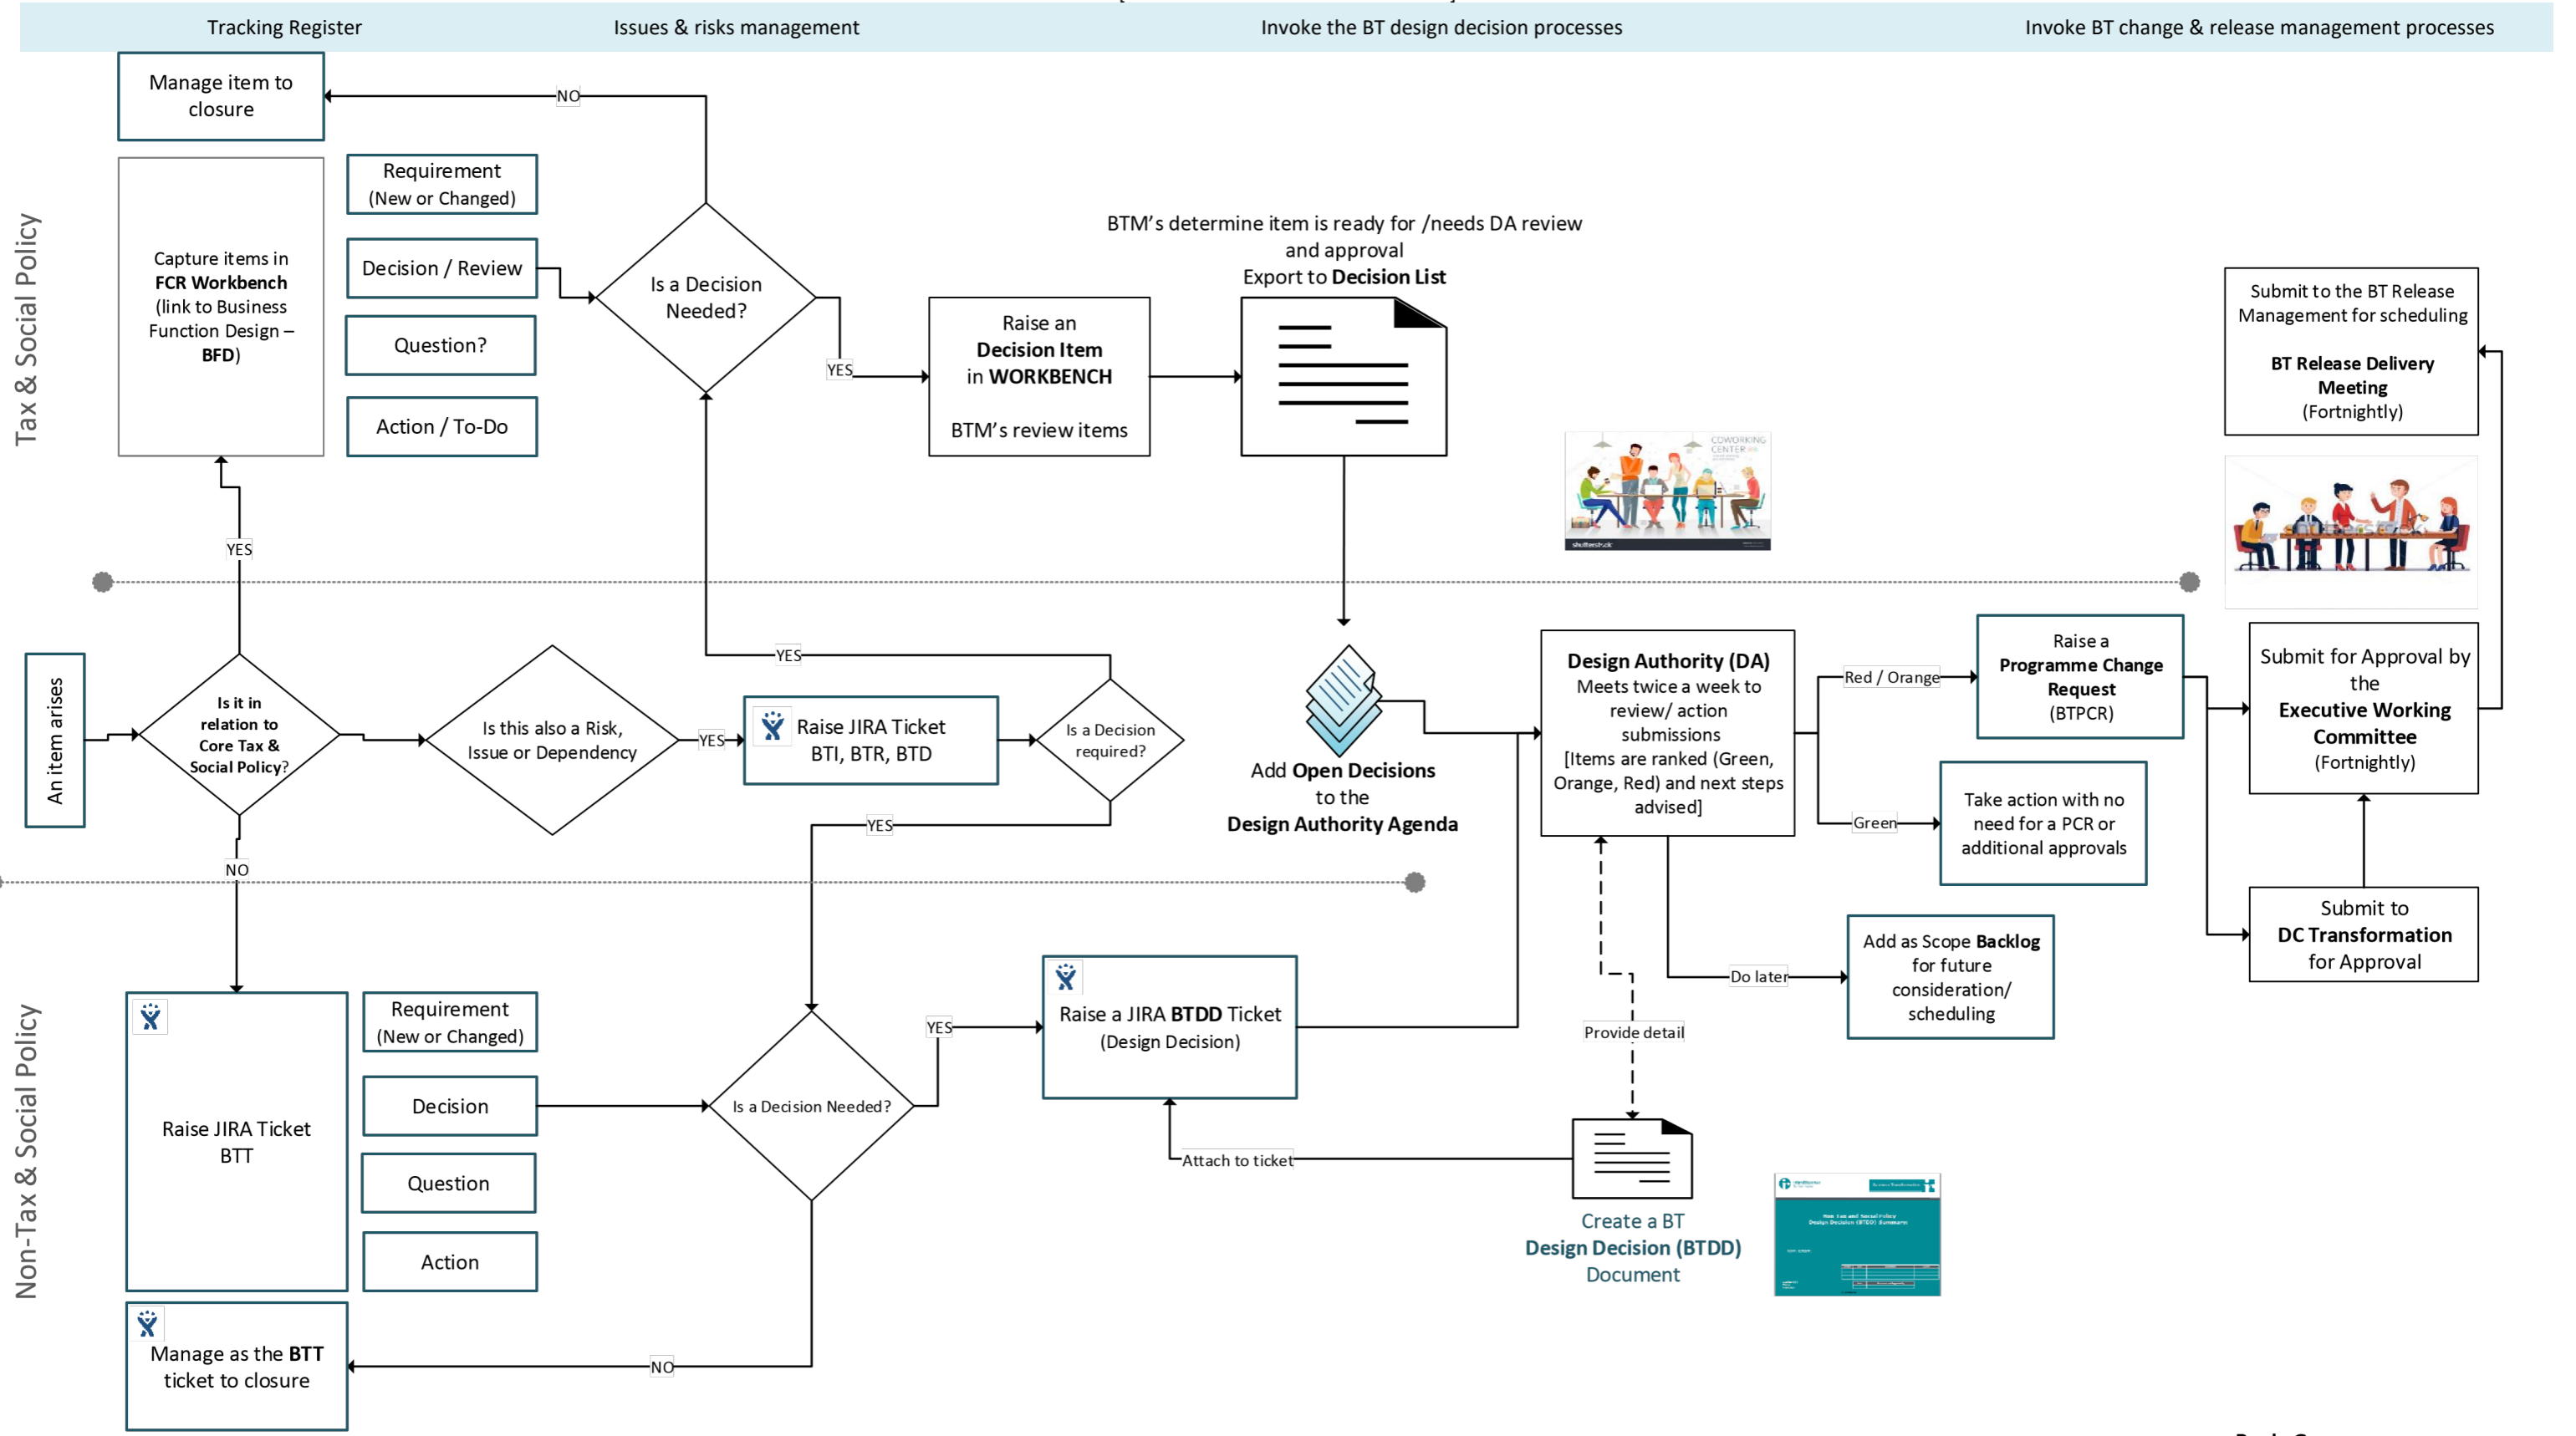 Tracking Register
Issues & risks management
Invoke the BT design decision processes
Invoke BT change & release management processes
Tax & Social Policy
Manage item to
closure
NO
Capture items in
FCR Workbench
(link to Business
Function Design –
BFD)
Requirement
(New or Changed)
Decision / Review
Question?
Action / To-Do
Is a Decision
Needed?
YES
Raise an
Decision Item
in WORKBENCH
BTM’s review items
BTM’s determine item is ready for /needs DA review
and approval
Export to Decision List
COWORKING
CENTER
shutterstock
Submit to the BT Release
Management for scheduling
BT Release Delivery
Meeting
(Fortnightly)
YES
An item arises
Is it in
relation to
Core Tax &
Social Policy?
Is this also a Risk,
Issue or Dependency
YES
Raise JIRA Ticket
BTI, BTR, BTD
Is a Decision
required?
YES
YES
NO
Add Open Decisions
to the
Design Authority Agenda
Design Authority (DA)
Meets twice a week to
review/ action
submissions
[Items are ranked (Green,
Orange, Red) and next steps
advised]
Red / Orange
Green
Raise a
Programme Change
Request
(BTPCR)
Take action with no
need for a PCR or
additional approvals
Submit for Approval by
the
Executive Working
Committee
(Fortnightly)
Submit to
DC Transformation
for Approval
Do later
Add as Scope Backlog
for future
consideration/
scheduling
Provide detail
Non-Tax & Social Policy
Raise JIRA Ticket
BTT
Requirement
(New or Changed)
Decision
Question
Action
Is a Decision Needed?
YES
Raise a JIRA BTDD Ticket
(Design Decision)
Attach to ticket
Create a BT
Design Decision (BTDD)
Document
Non Tax and Social Policy
Design Decision (BTDD) Summary
NO
Manage as the BTT
ticket to closure